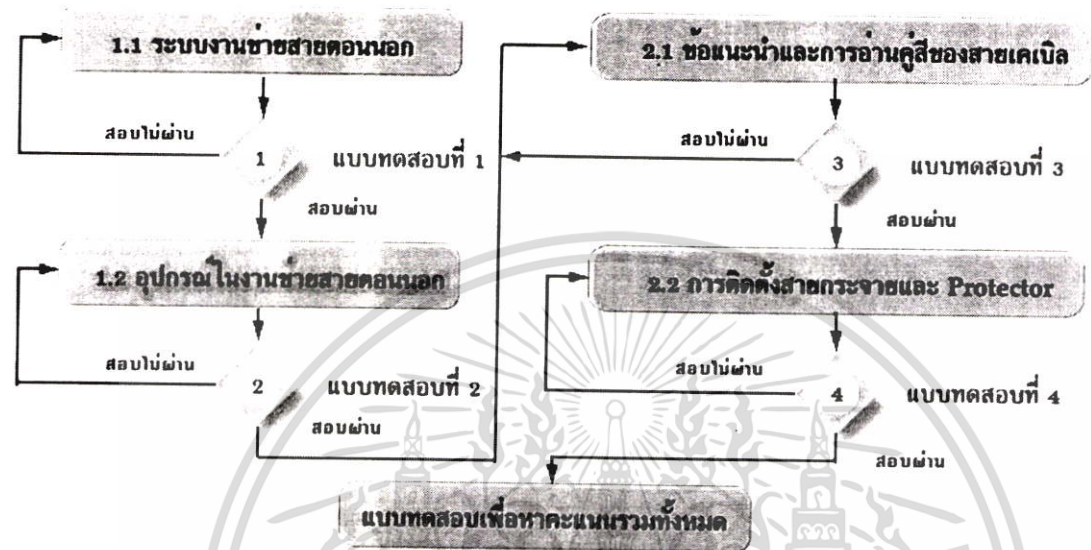 1.1 ระบบงานข่ายสายตอนนอก
สอบไม่ผ่าน
1
แบบทดสอบที่ 1
สอบผ่าน
1.2 อุปกรณ์ในงานข่ายสายตอนนอก
สอบไม่ผ่าน
2
แบบทดสอบที่ 2
สอบผ่าน
2.1 ข้อแนะนำและการอ่านคู่สีของสายเคเบิล
สอบไม่ผ่าน
3
แบบทดสอบที่ 3
สอบผ่าน
2.2 การติดตั้งสายกระจายและ Protector
สอบไม่ผ่าน
4
แบบทดสอบที่ 4
สอบผ่าน
แบบทดสอบเพื่อหาคะแนนรวมทั้งหมด